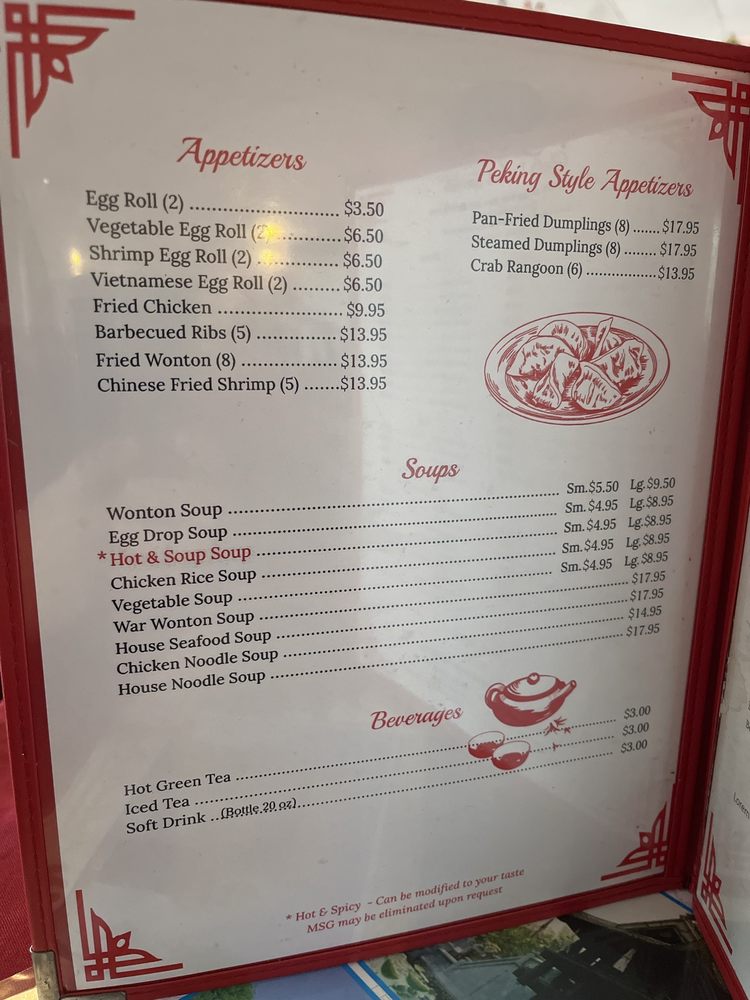 Appetizers
Egg Roll (2) ........................... $3.50
Vegetable Egg Roll (2) ............ $6.50
Shrimp Egg Roll (2) ................ $6.50
Vietnamese Egg Roll (2) ......... $6.50
Fried Chicken ........................ $9.95
Barbecued Ribs (5) ................ $13.95
Fried Wonton (8) ................... $13.95
Chinese Fried Shrimp (5) .......$13.95
Peking Style Appetizers
Pan-Fried Dumplings (8) .......$17.95
Steamed Dumplings (8) ........ $17.95
Crab Rangoon (6) .................$13.95
Soups
Wonton Soup ........................ Sm.$5.50 Lg.$9.50
Egg Drop Soup ........................ Sm.$4.95 Lg.$8.95
*Hot & Soup Soup ........................ Sm.$4.95 Lg.$8.95
Chicken Rice Soup ........................ Sm.$4.95 Lg.$8.95
Vegetable Soup ........................ Sm.$4.95 Lg.$8.95
War Wonton Soup ........................ $17.95
House Seafood Soup ........................ $17.95
Chicken Noodle Soup ........................ $14.95
House Noodle Soup ........................ $17.95
Beverages
Hot Green Tea ........................ $3.00
Iced Tea ........................ $3.00
Soft Drink ..(Bottle 20 oz)........................ $3.00
* Hot & Spicy - Can be modified to your taste
MSG may be eliminated upon request